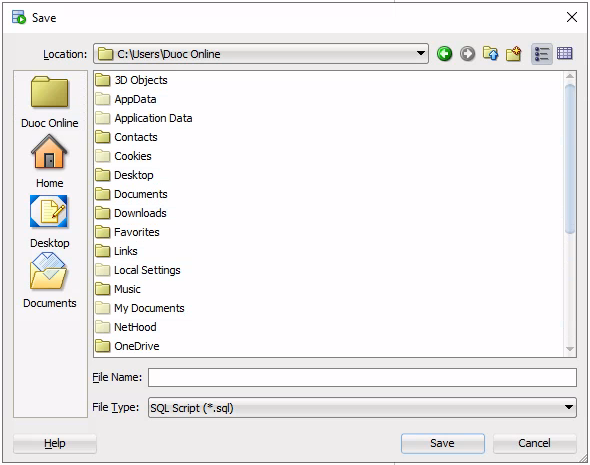 Save
Location: C:\Users\Duoc Online
Duoc Online
Home
Desktop
Documents
3D Objects
AppData
Application Data
Contacts
Cookies
Desktop
Documents
Downloads
Favorites
Links
Local Settings
Music
My Documents
NetHood
OneDrive
File Name:
File Type: SQL Script (*.sql)
Help
Save
Cancel